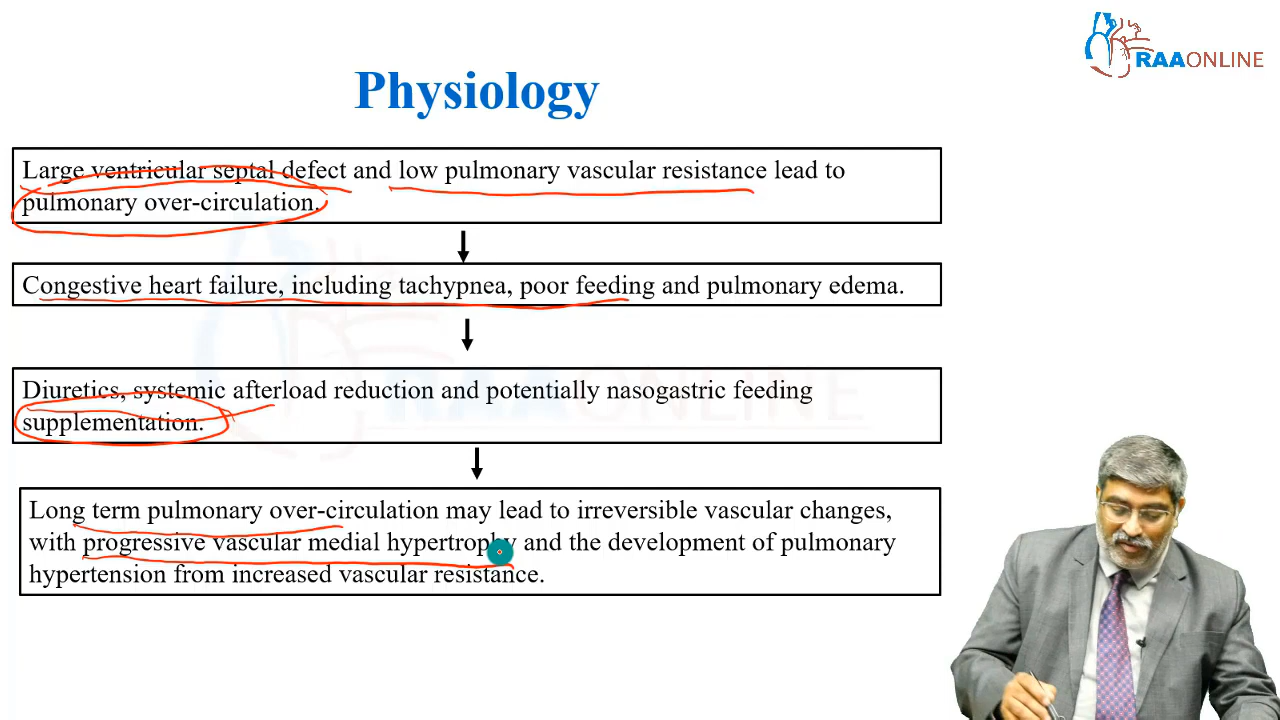 RAAONLINE
Physiology
Large ventricular septal defect and low pulmonary vascular resistance lead to
pulmonary over-circulation.
Congestive heart failure, including tachypnea, poor feeding and pulmonary edema.
Diuretics, systemic afterload reduction and potentially nasogastric feeding
supplementation.
RAAONLINE
Long term pulmonary over-circulation may lead to irreversible vascular changes,
with progressive vascular medial hypertrophy and the development of pulmonary
hypertension from increased vascular resistance.